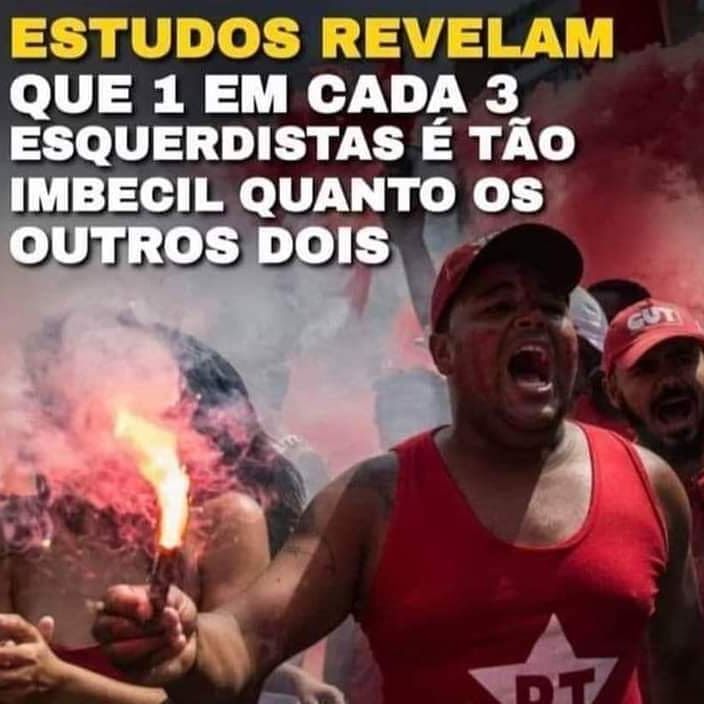 ESTUDOS REVELAM
QUE 1 EM CADA 3
ESQUERDISTAS É TÃO
IMBECIL QUANTO OS
OUTROS DOIS
CUT
PT